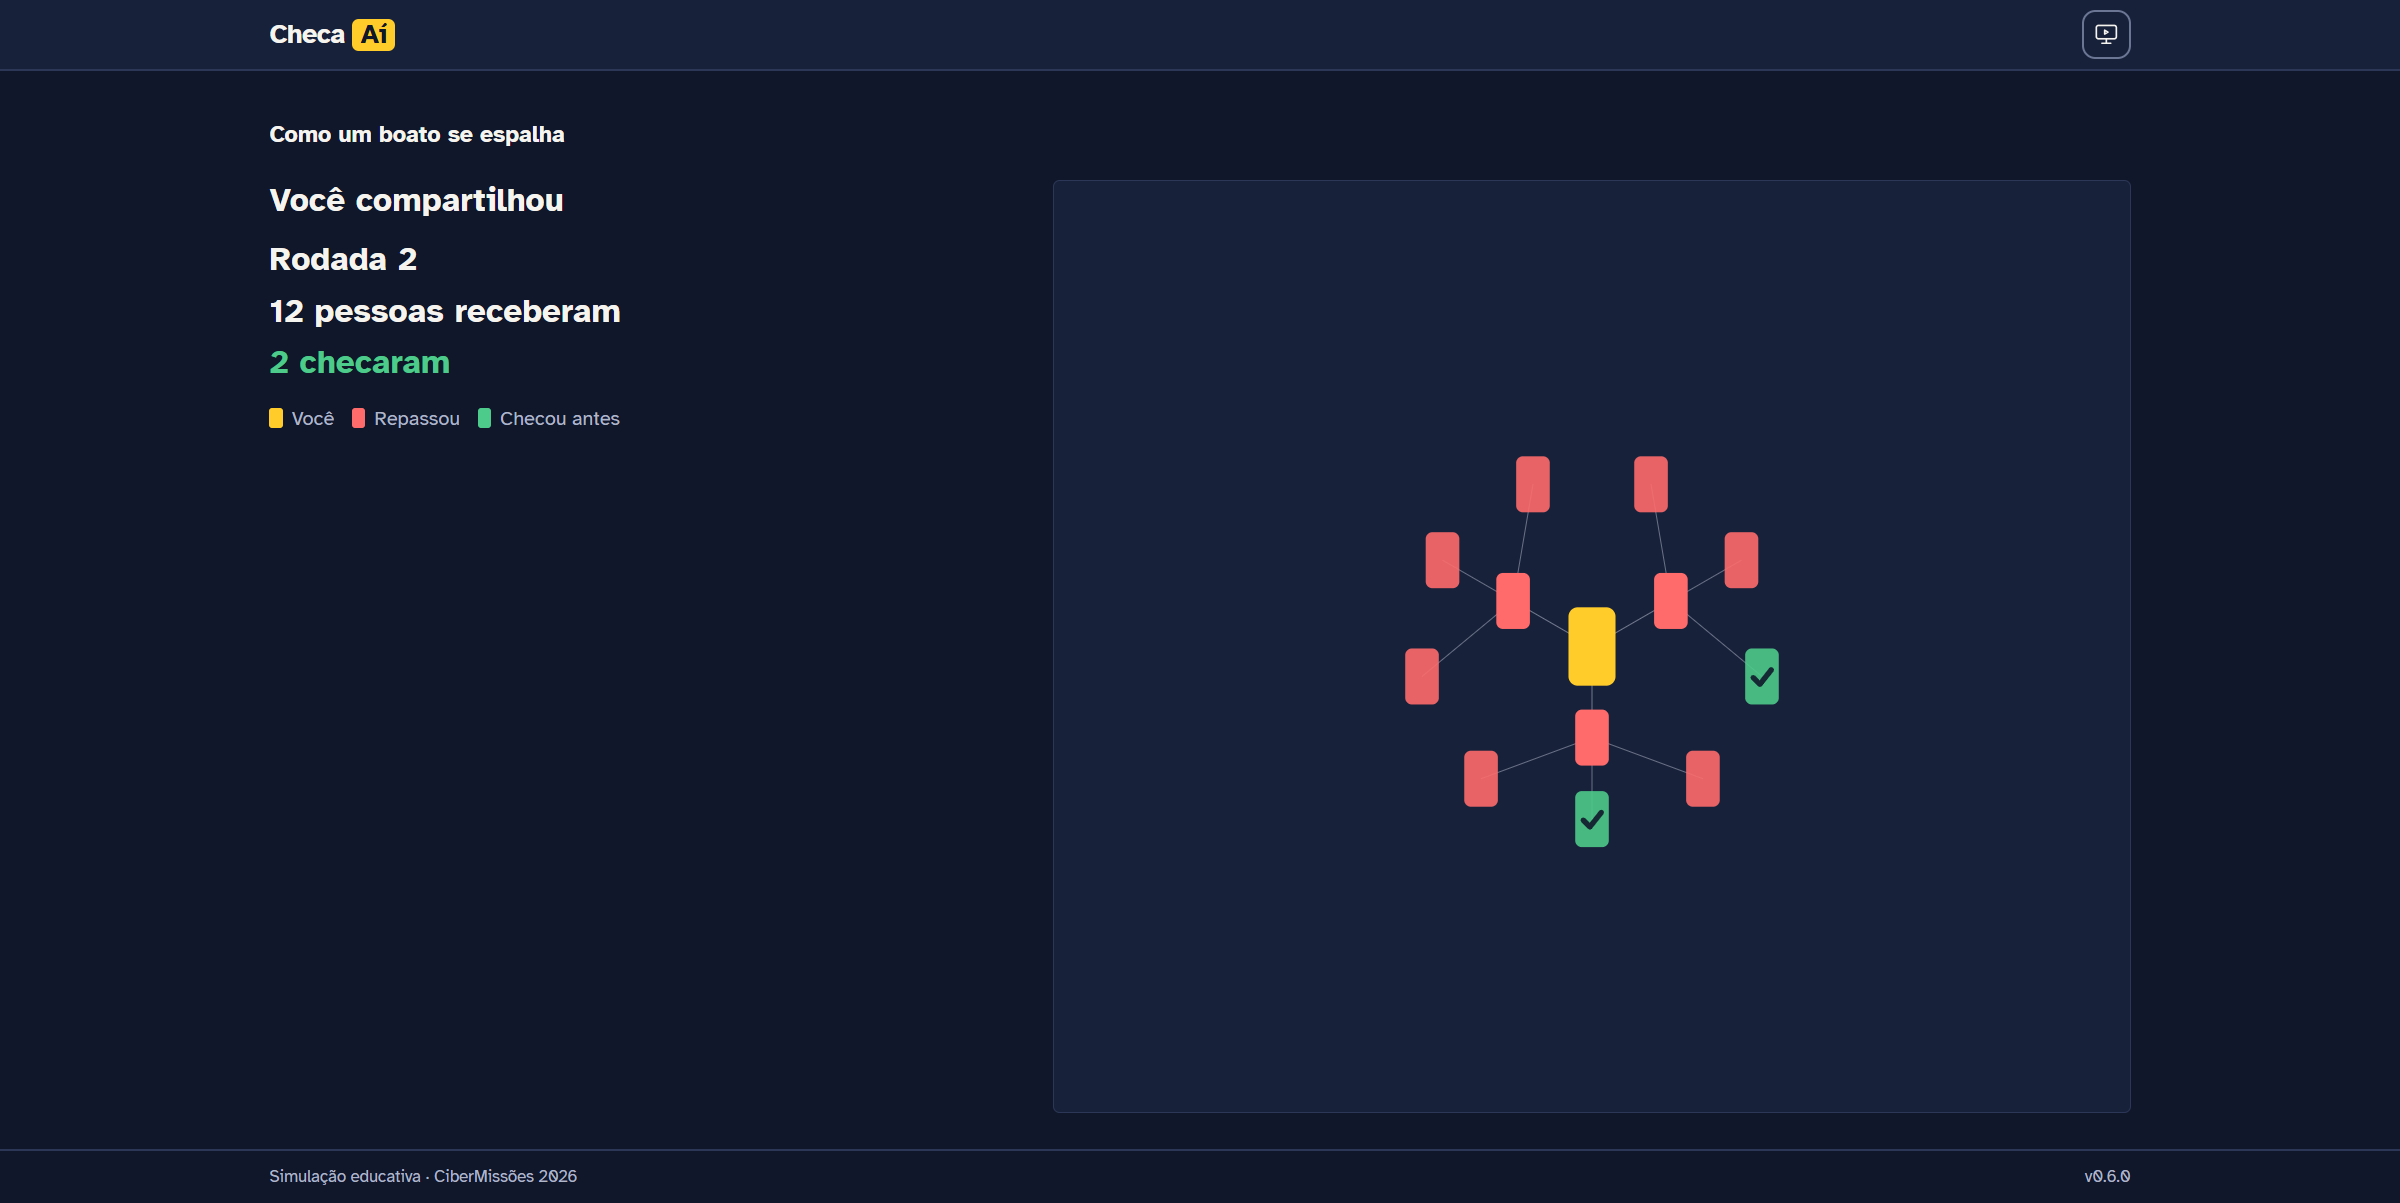 Checa Aí
Como um boato se espalha
Você compartilhou
Rodada 2
12 pessoas receberam
2 checaram
Você Repassou Checou antes
Simulação educativa · CiberMissões 2026
v0.6.0